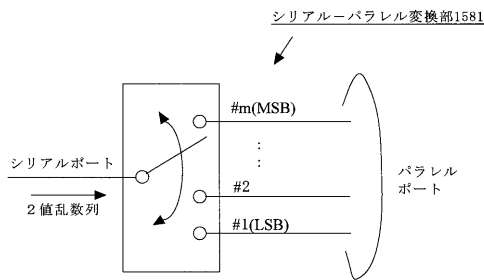 シリアル－パラレル変換部1581
#m(MSB)
シリアルポート
2値乱数列
#2
#1(LSB)
パラレル
ポート